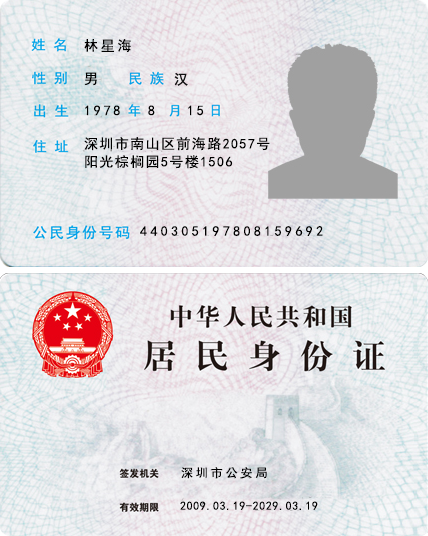 姓名 林星海
性别 男 民族 汉
出生 1978 年 8 月 15 日
住址 深圳市南山区前海路2057号
阳光棕榈园5号楼1506
公民身份号码 440305197808159692
中华人民共和国
居民身份证
签发机关 深圳市公安局
有效期限 2009.03.19-2029.03.19